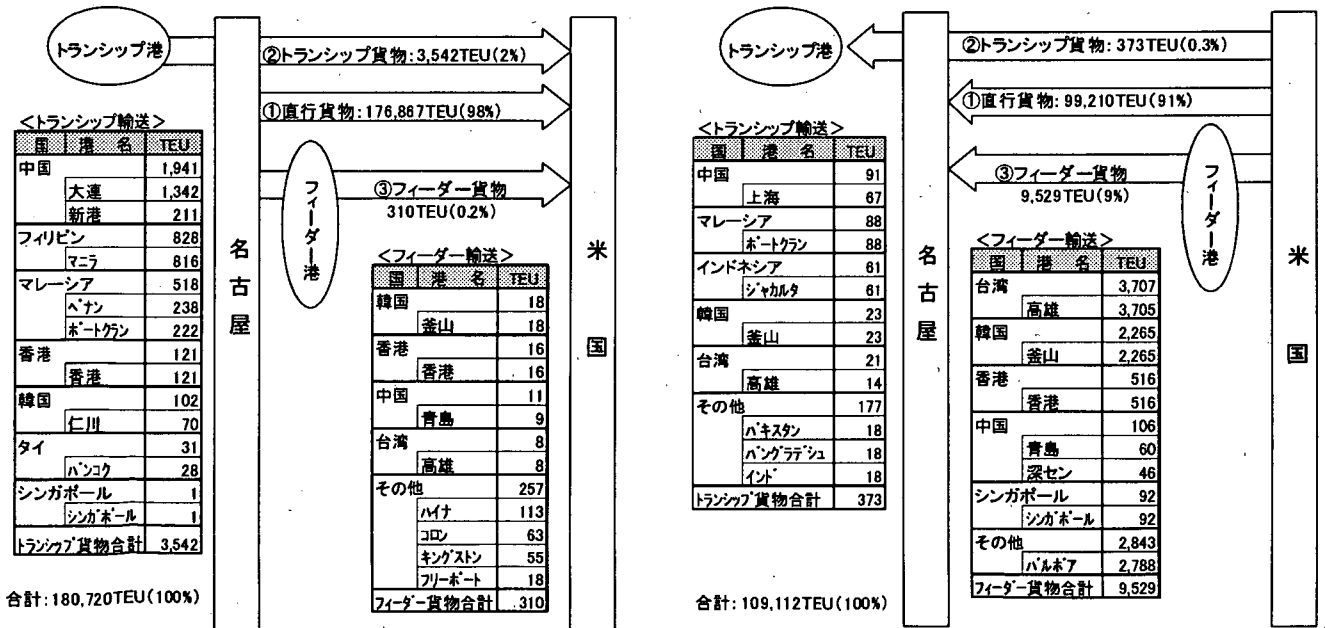 トランシップ港
②トランシップ貨物:3,542TEU(2%)
①直行貨物:176,867TEU(98%)
<トランシップ輸送>
国 港 名 TEU
中国 1,941
大連 1,342
新港 211
フィリピン 828
マニラ 816
マレーシア 518
ペナン 238
ポートクラン 222
香港 121
香港 121
韓国 102
仁川 70
タイ 31
バンコク 28
シンガポール 1
シンガポール 1
トランシップ貨物合計 3,542
合計:180,720TEU(100%)
名古屋
フィーダー港
③フィーダー貨物
310TEU(0.2%)
<フィーダー輸送>
国 港 名 TEU
韓国 18
釜山 18
香港 16
香港 16
中国 11
青島 9
台湾 8
高雄 8
その他 257
ハイナ 113
コロン 63
キングストン 55
フリーポート 18
フィーダー貨物合計 310
米国
トランシップ港
②トランシップ貨物:373TEU(0.3%)
①直行貨物:99,210TEU(91%)
<トランシップ輸送>
国 港 名 TEU
中国 91
上海 67
マレーシア 88
ポートクラン 88
インドネシア 61
ジャカルタ 61
韓国 23
釜山 23
台湾 21
高雄 14
その他 177
パキスタン 18
バングラデシュ 18
インド 18
トランシップ貨物合計 373
合計:109,112TEU(100%)
名古屋
③フィーダー貨物
9,529TEU(9%)
フィーダー港
<フィーダー輸送>
国 港 名 TEU
台湾 3,707
高雄 3,705
韓国 2,265
釜山 2,265
香港 516
香港 516
中国 106
青島 60
深セン 46
シンガポール 92
シンガポール 92
その他 2,843
バルボア 2,788
フィーダー貨物合計 9,529
米国